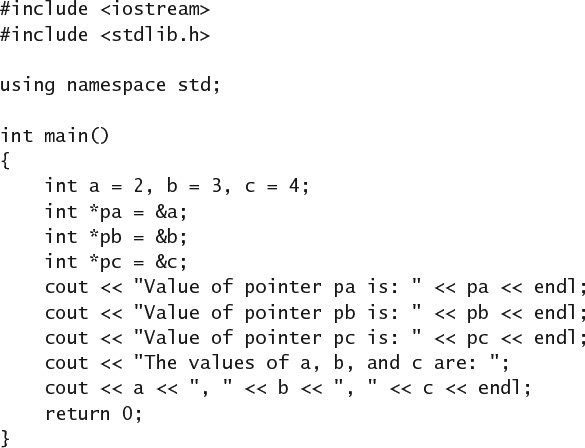 #include <iostream>
#include <stdlib.h>

using namespace std;

int main()
{
    int a = 2, b = 3, c = 4;
    int *pa = &a;
    int *pb = &b;
    int *pc = &c;
    cout << "Value of pointer pa is: " << pa << endl;
    cout << "Value of pointer pb is: " << pb << endl;
    cout << "Value of pointer pc is: " << pc << endl;
    cout << "The values of a, b, and c are: ";
    cout << a << ", " << b << ", " << c << endl;
    return 0;
}